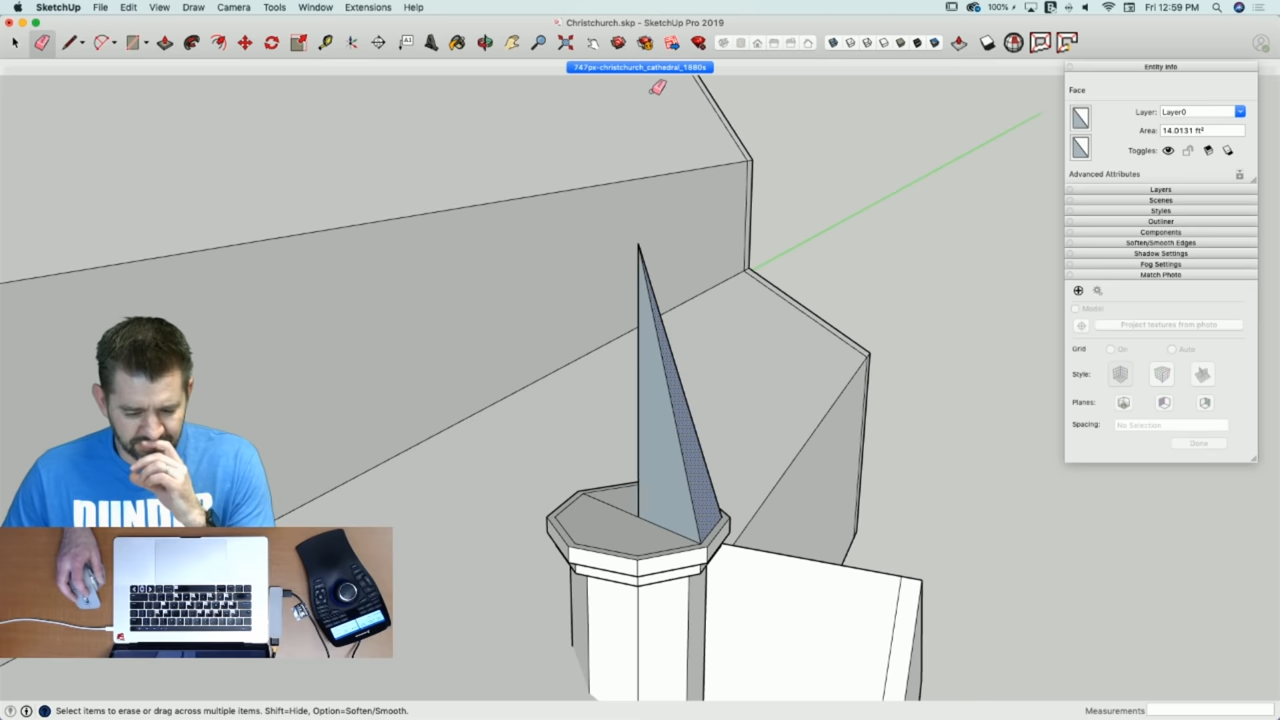 SketchUp File Edit View Draw Camera Tools Window Extensions Help
100%
Fri 12:59 PM
Christchurch.skp - SketchUp Pro 2019
747px-christchurch_cathedral_1880s
Entity Info
Face
Layer: Layer0
Area: 14.0131 ft²
Toggles:
Advanced Attributes
Layers
Scenes
Styles
Outliner
Components
Soften/Smooth Edges
Shadow Settings
Fog Settings
Match Photo
Model
Project textures from photo
Grid On Auto
Style:
Planes:
Spacing: No Selection
Done
Select items to erase or drag across multiple items. Shift=Hide, Option=Soften/Smooth.
Measurements